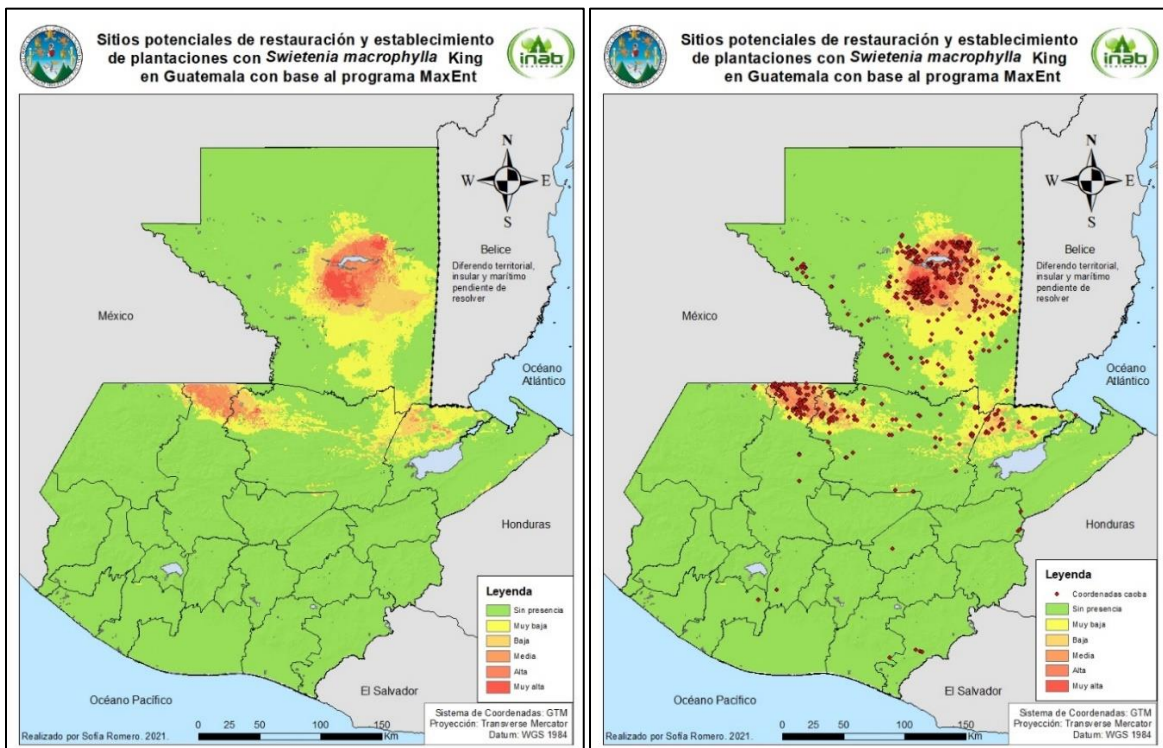 Sitios potenciales de restauración y establecimiento
de plantaciones con Swietenia macrophylla King
en Guatemala con base al programa MaxEnt
inab
N
W E
S
Belice
Diferendo territorial,
insular y marítimo
pendiente de
resolver
México
Océano
Atlántico
Honduras
Leyenda
Sin presencia
Muy baja
Baja
Media
Alta
Muy alta
El Salvador
Océano Pacífico
0 25 50 100 150
Km
Sistema de Coordenadas: GTM
Proyección: Transverse Mercator
Datum: WGS 1984
Realizado por Sofía Romero. 2021.
Sitios potenciales de restauración y establecimiento
de plantaciones con Swietenia macrophylla King
en Guatemala con base al programa MaxEnt
inab
N
W E
S
Belice
Diferendo territorial,
insular y marítimo
pendiente de
resolver
México
Océano
Atlántico
Honduras
Leyenda
Coordenadas caoba
Sin presencia
Muy baja
Baja
Media
Alta
Muy alta
El Salvador
Océano Pacífico
0 25 50 100 150
Km
Sistema de Coordenadas: GTM
Proyección: Transverse Mercator
Datum: WGS 1984
Realizado por Sofía Romero. 2021.